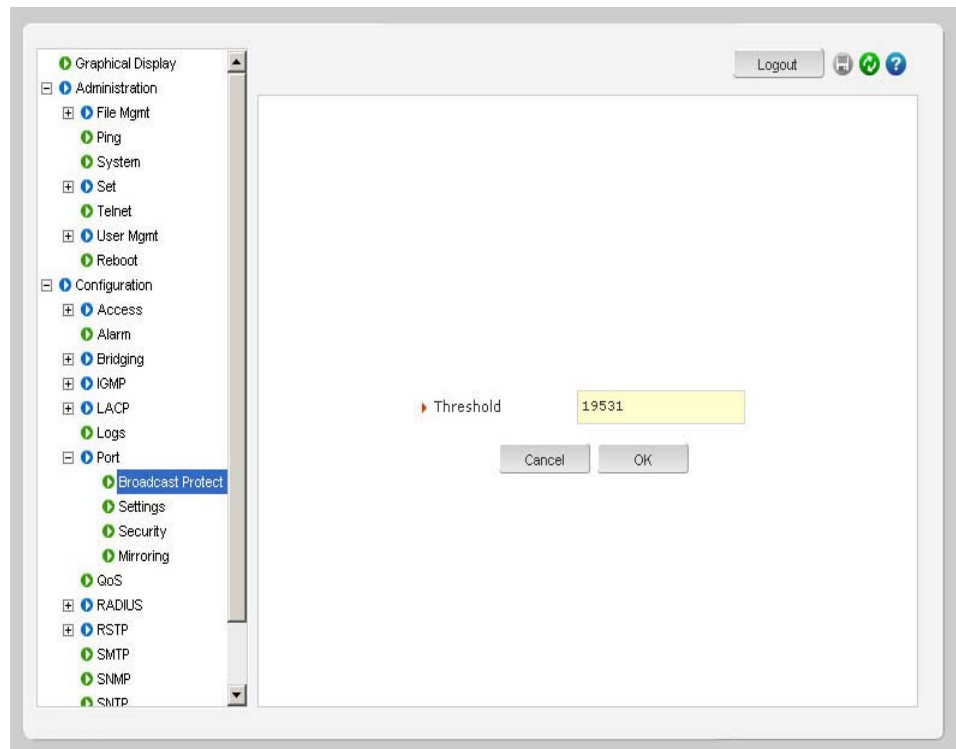 Graphical Display
Administration
File Mgmt
Ping
System
Set
Telnet
User Mgmt
Reboot
Configuration
Access
Alarm
Bridging
IGMP
LACP
Logs
Port
Broadcast Protect
Settings
Security
Mirroring
QoS
RADIUS
RSTP
SMTP
SNMP
SNTP
Logout
?
Threshold 19531
Cancel OK